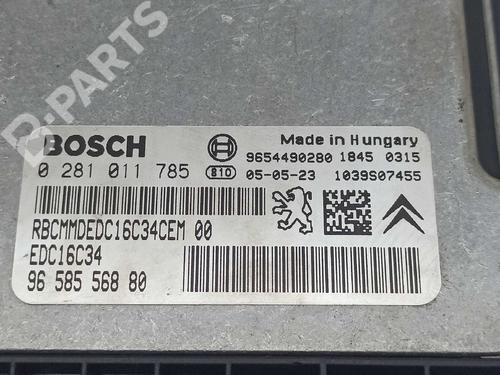 B-PARTS
BOSCH
Made in Hungary
9654490280 1845 0315
0 281 011 785 810 05-05-23 1039S07455
RBCMMDEDC16C34CEM 00
EDC16C34
96 585 568 80